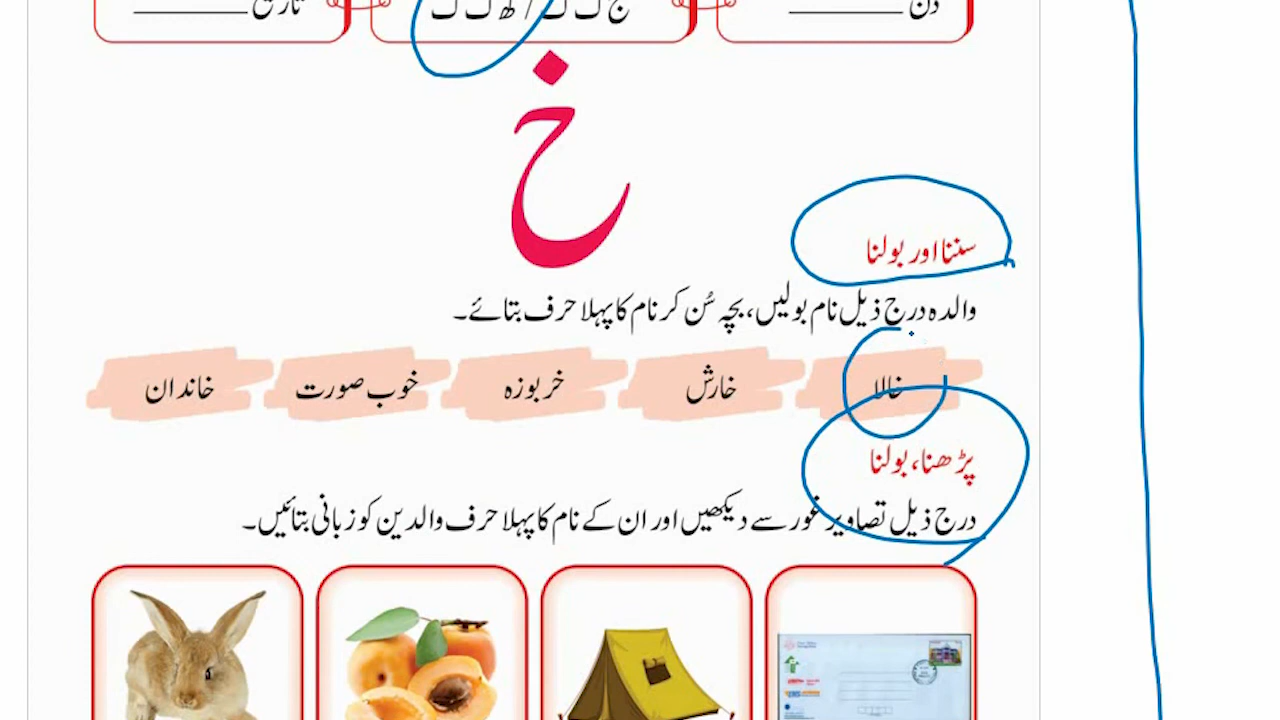 دن
تاریخ
خ
سننا اور بولنا
والدہ درج ذیل نام بولیں، بچہ سُن کر نام کا پہلا حرف بتائے۔
خالا خارش خربوزہ خوب صورت خاندان
پڑھنا، بولنا
درج ذیل تصاویر غور سے دیکھیں اور ان کے نام کا پہلا حرف والدین کو زبانی بتائیں۔